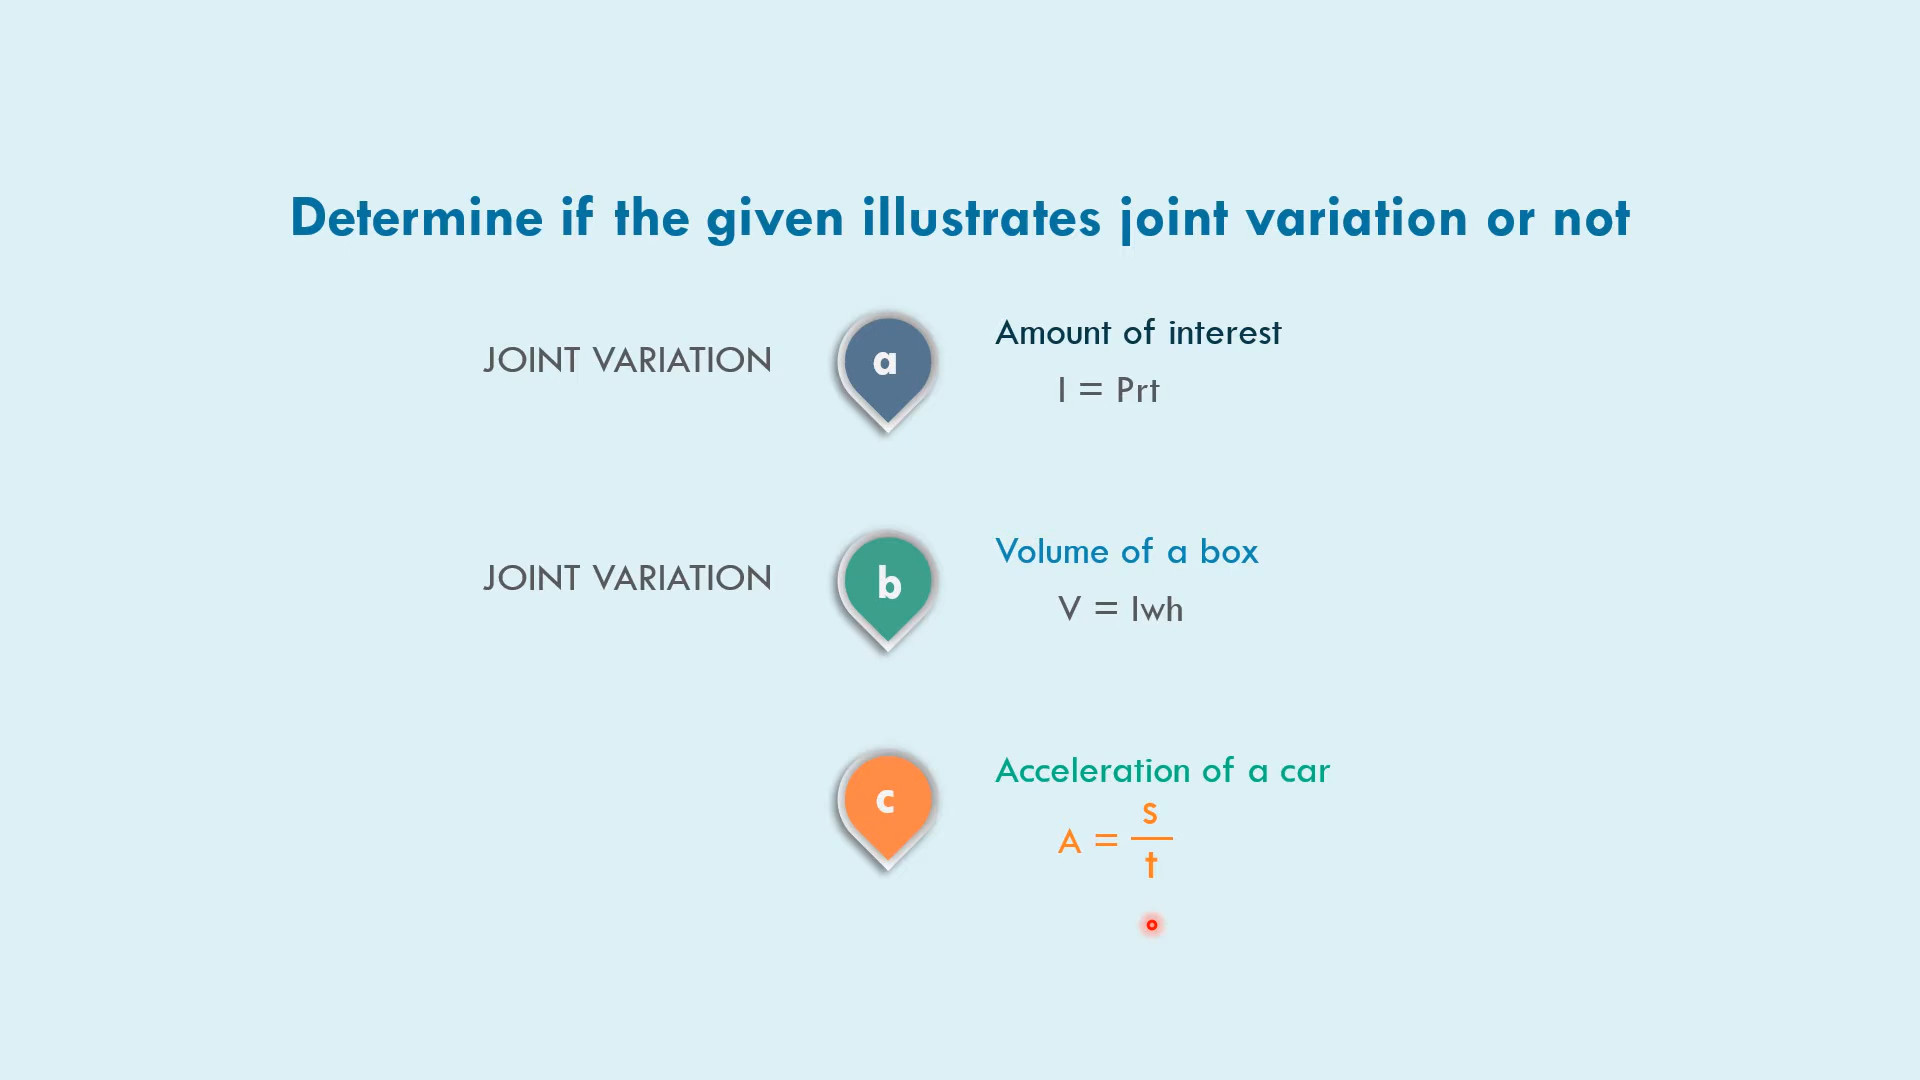 Determine if the given illustrates joint variation or not
JOINT VARIATION
a
Amount of interest
I = Prt
JOINT VARIATION
b
Volume of a box
V = lwh
c
Acceleration of a car
A = s
t